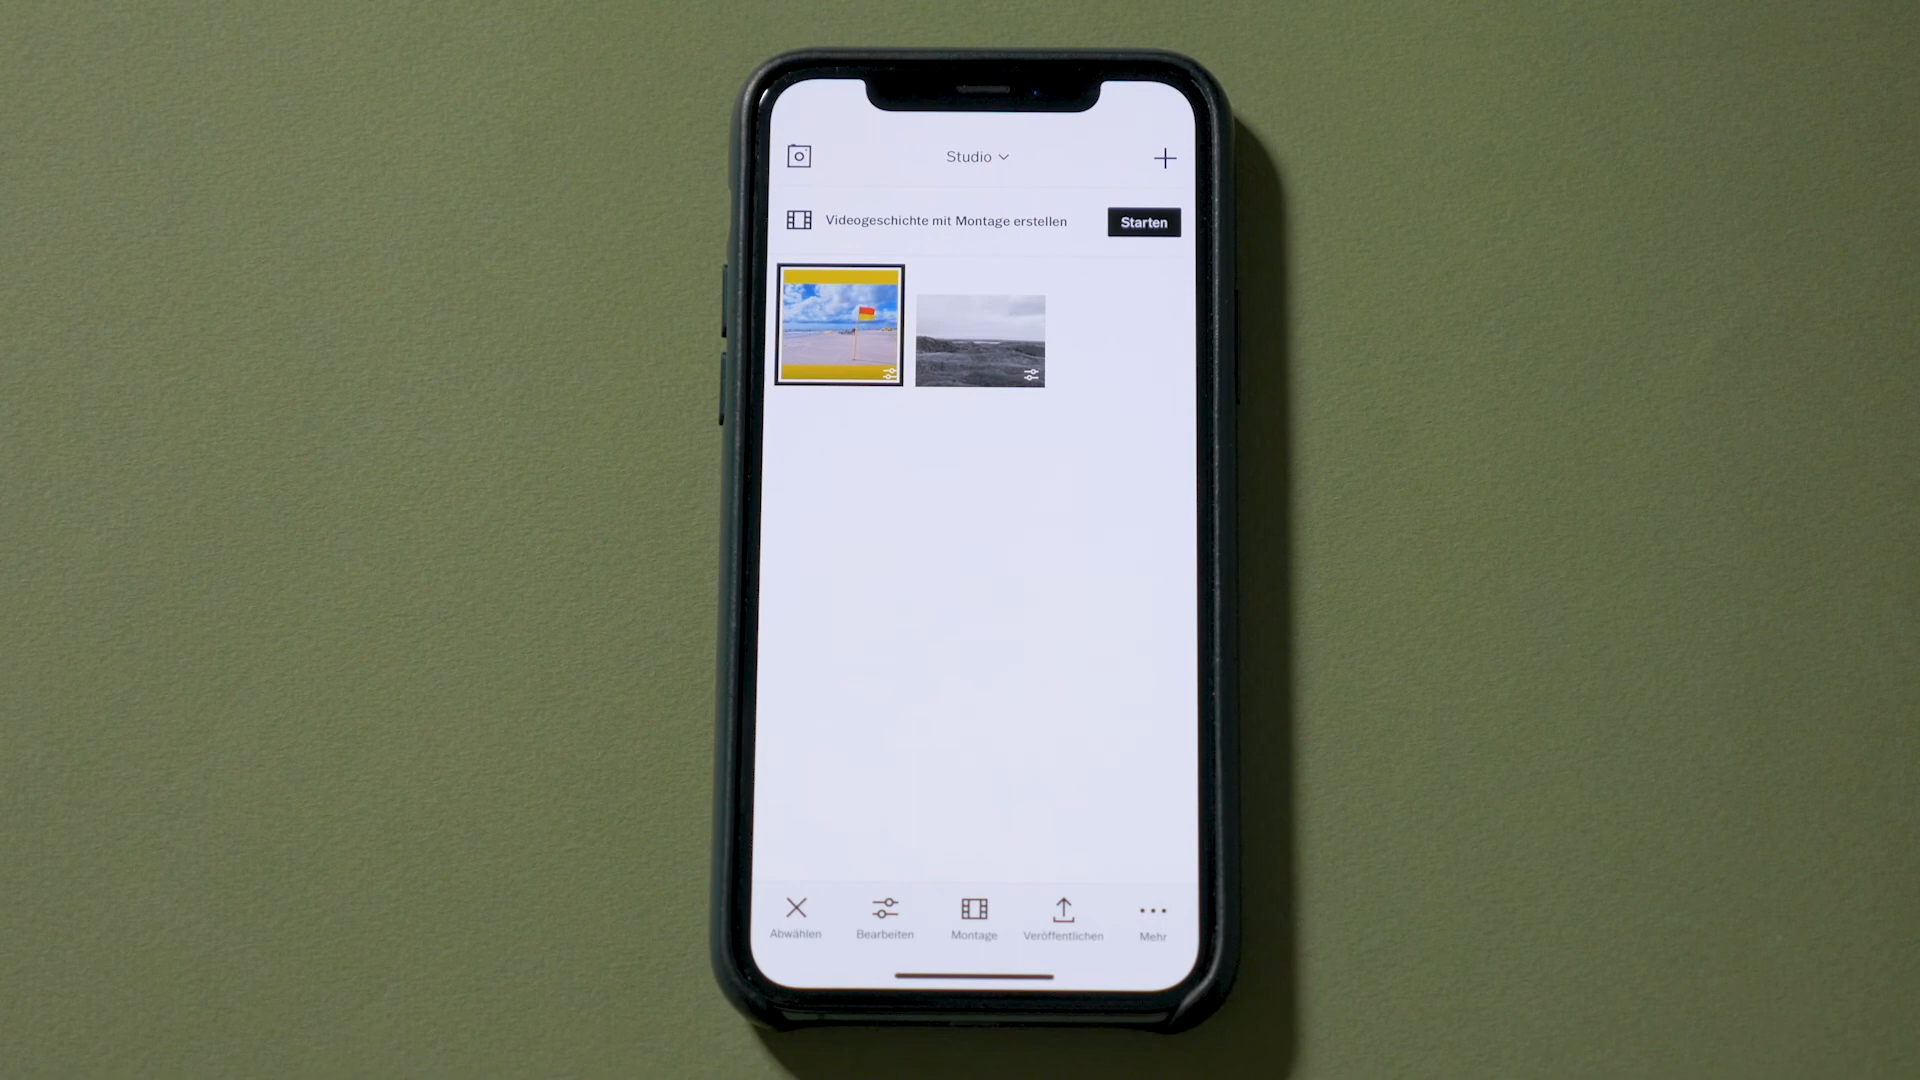 Studio
Videogeschichte mit Montage erstellen
Starten
Abwählen
Bearbeiten
Montage
Veröffentlichen
Mehr